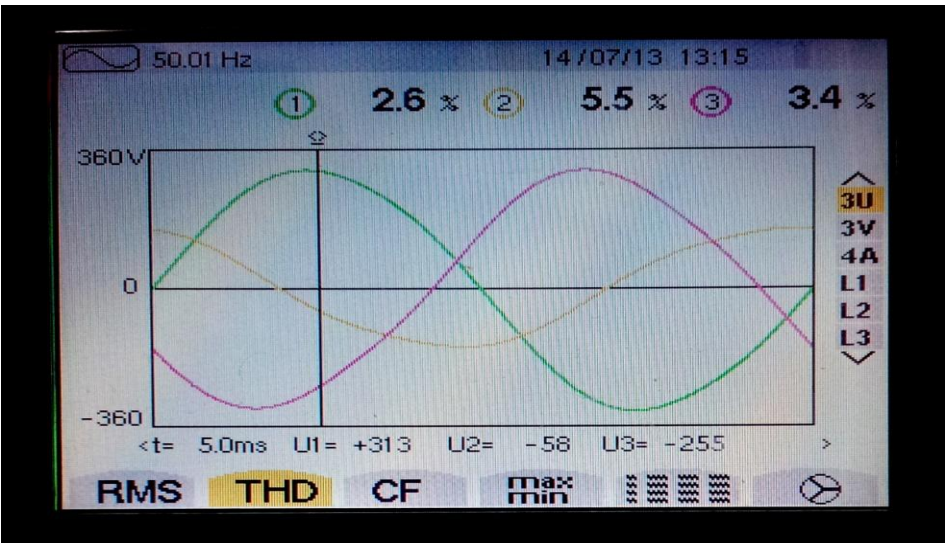 50.01 Hz 14/07/13 13:15
1 2.6 % 2 5.5 % 3 3.4 %
360V
3U
3V
4A
0
L1
L2
L3
-360
<t= 5.0ms U1= +313 U2= -58 U3= -255 >
RMS THD CF max min